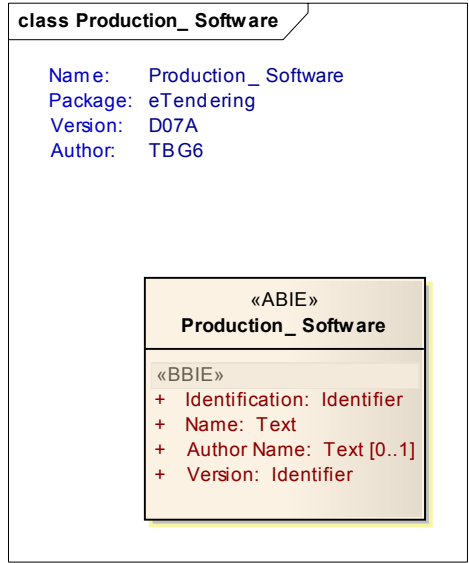 class Production_ Software
Name: Production_ Software
Package: eTendering
Version: D07A
Author: TBG6
«ABIE»
Production_ Software
«BBIE»
+ Identification: Identifier
+ Name: Text
+ Author Name: Text [0..1]
+ Version: Identifier